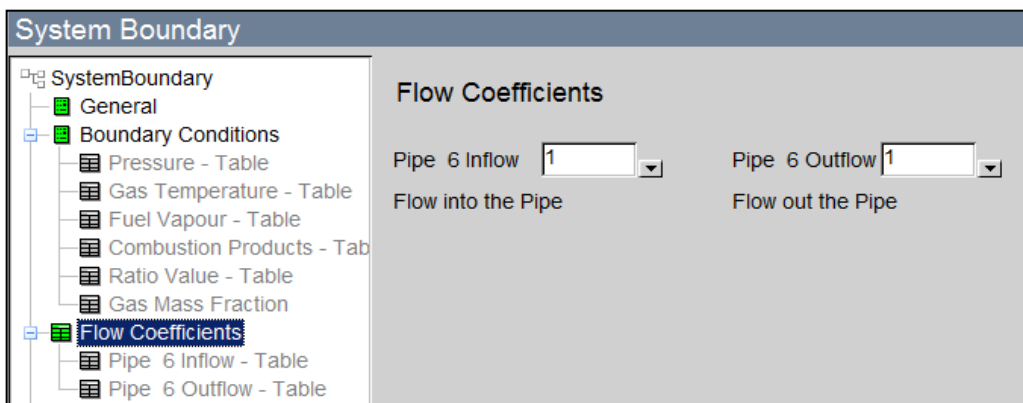 System Boundary
SystemBoundary
General
Boundary Conditions
Pressure - Table
Gas Temperature - Table
Fuel Vapour - Table
Combustion Products - Tab
Ratio Value - Table
Gas Mass Fraction
Flow Coefficients
Pipe 6 Inflow - Table
Pipe 6 Outflow - Table
Flow Coefficients
Pipe 6 Inflow 1 Pipe 6 Outflow 1
Flow into the Pipe Flow out the Pipe